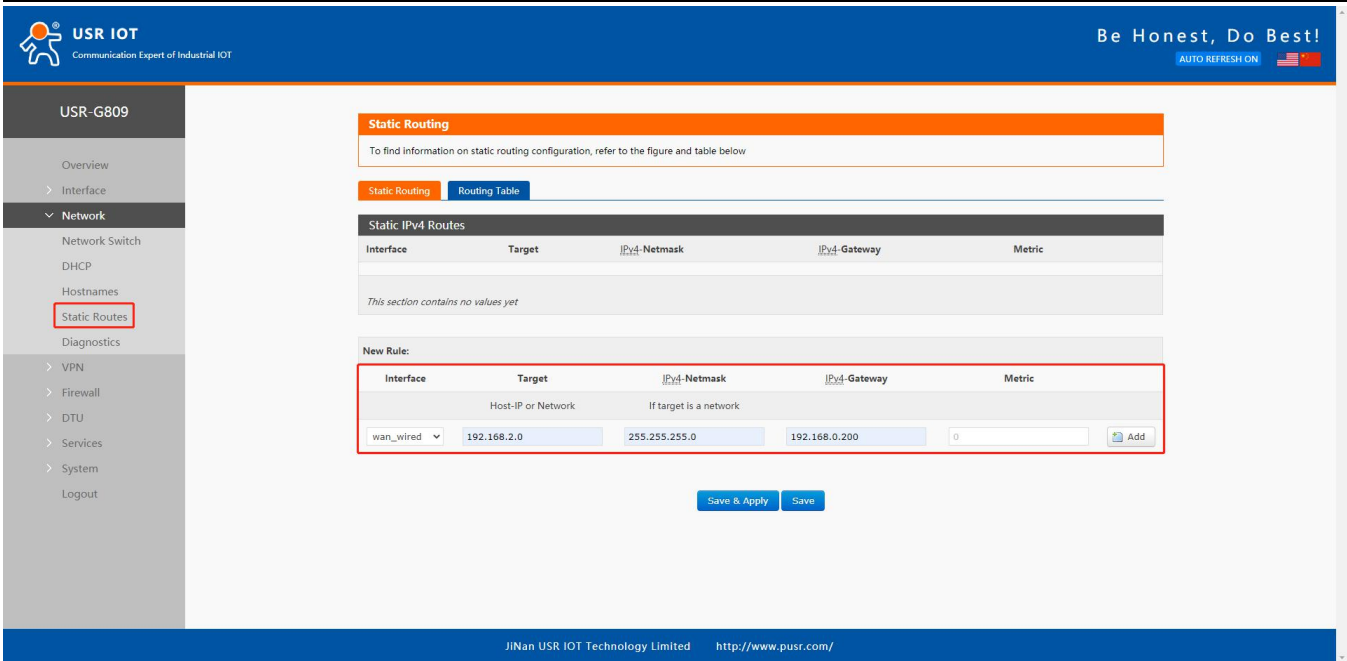 USR IOT
Communication Expert of Industrial IOT
Be Honest, Do Best!
AUTO REFRESH ON
USR-G809
Overview
Interface
Network
Network Switch
DHCP
Hostnames
Static Routes
Diagnostics
VPN
Firewall
DTU
Services
System
Logout
Static Routing
To find information on static routing configuration, refer to the figure and table below
Static Routing Routing Table
Static IPv4 Routes
Interface Target IPv4-Netmask IPv4-Gateway Metric
This section contains no values yet
New Rule:
Interface Target IPv4-Netmask IPv4-Gateway Metric
Host-IP or Network If target is a network
wan_wired 192.168.2.0 255.255.255.0 192.168.0.200 0 Add
Save & Apply Save
JiNan USR IOT Technology Limited http://www.pusr.com/